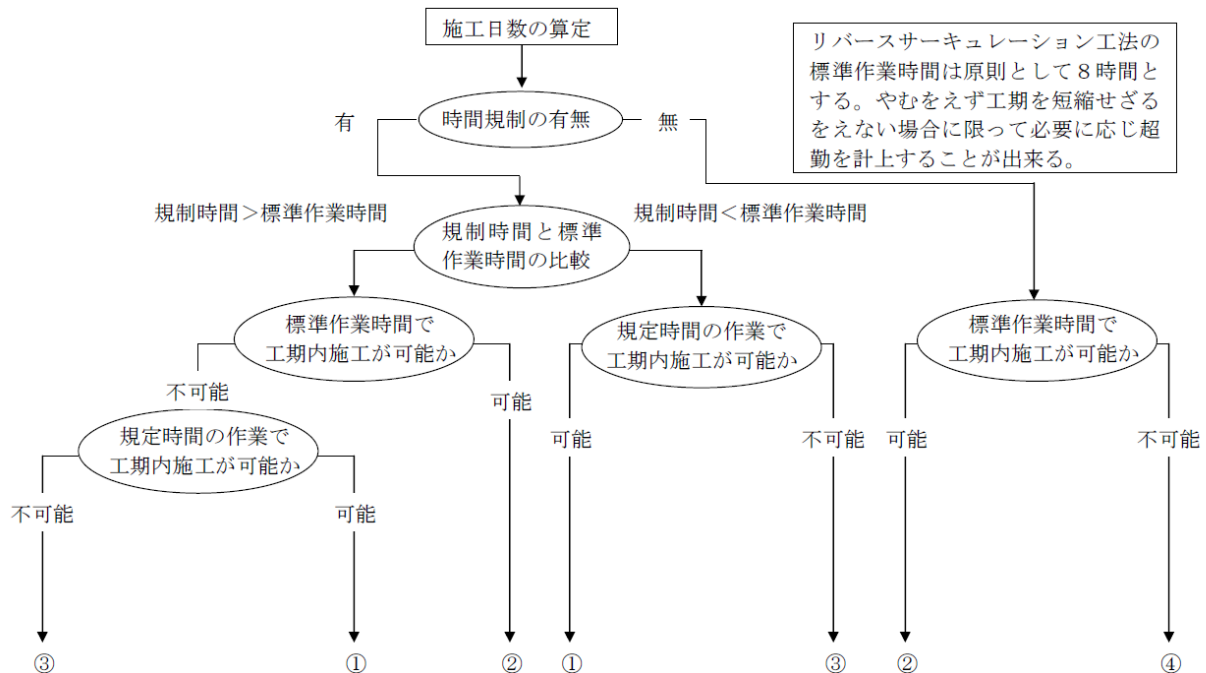 施工日数の算定
リバースサーキュレーション工法の
標準作業時間は原則として８時間と
する。やむをえず工期を短縮せざる
をえない場合に限って必要に応じ超
勤を計上することが出来る。
有
時間規制の有無
無
規制時間＞標準作業時間
規制時間＜標準作業時間
規制時間と標準
作業時間の比較
標準作業時間で
工期内施工が可能か
規定時間の作業で
工期内施工が可能か
標準作業時間で
工期内施工が可能か
不可能
可能
規定時間の作業で
工期内施工が可能か
可能
不可能
可能
不可能
不可能
可能
③
①
②
①
③
②
④